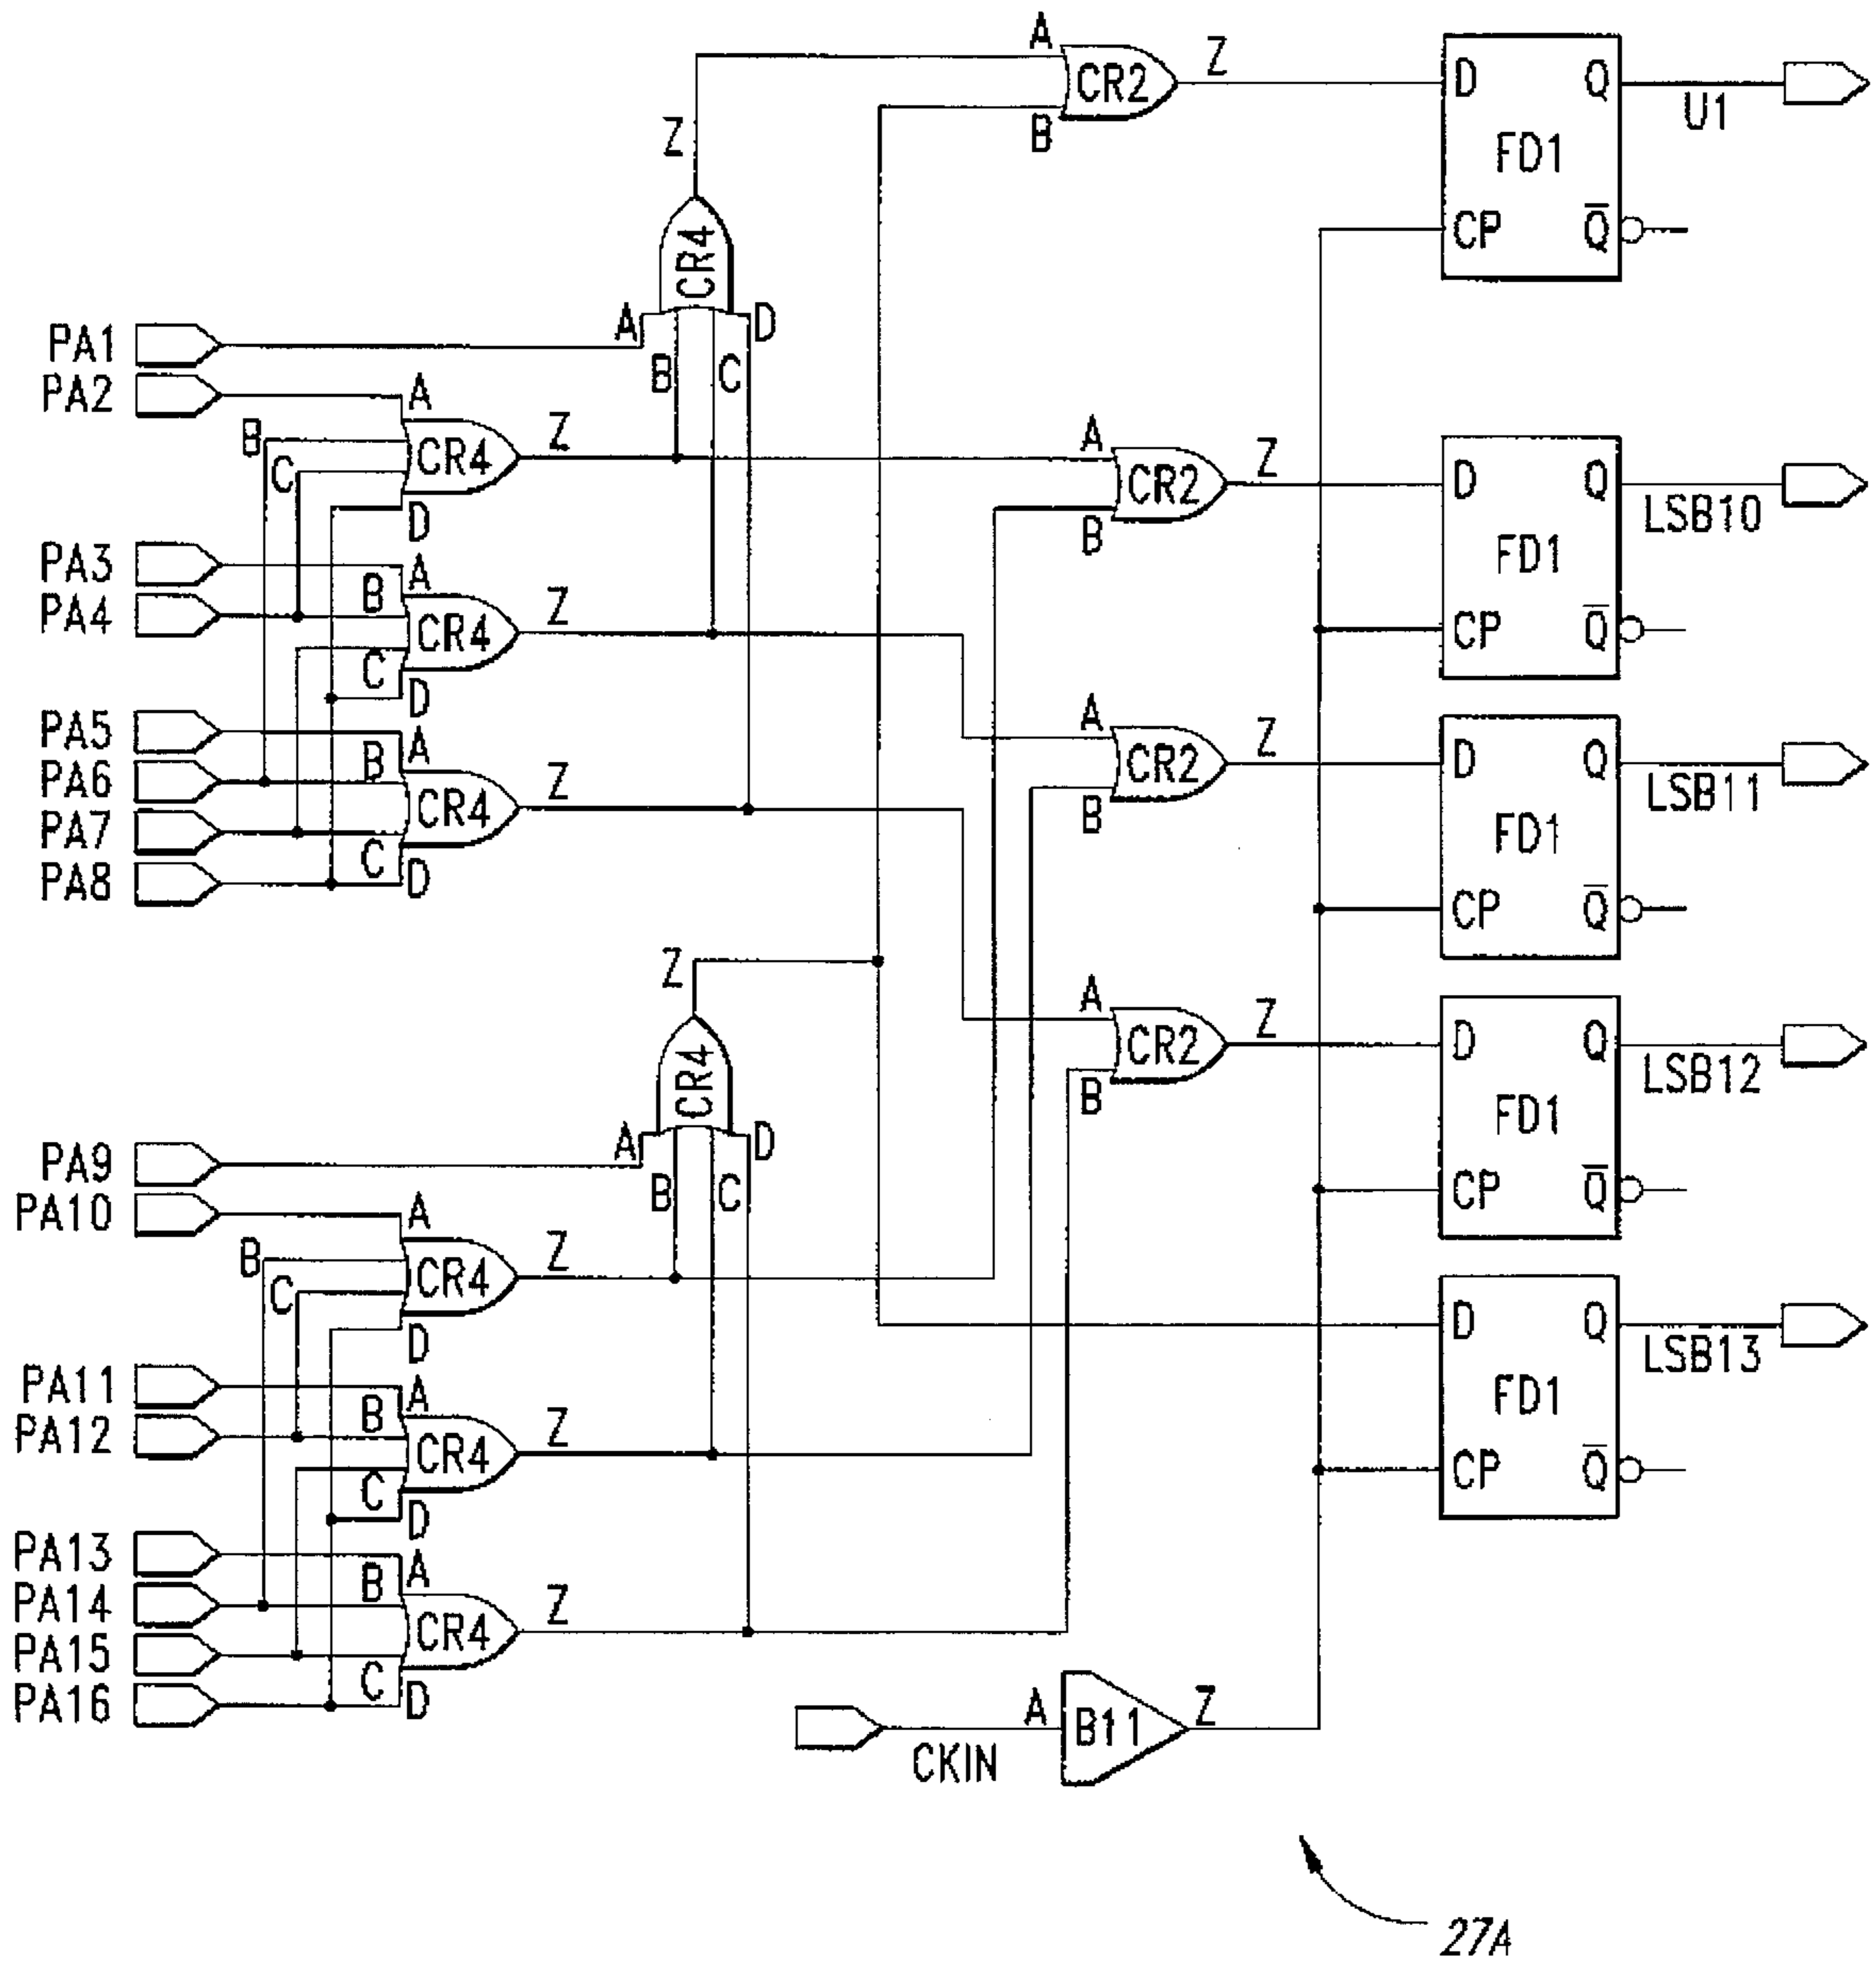 A
CR2
Z
B
D
Q
FD1
CP
Q̅
U1
Z
CR4
A
B
C
D
PA1
PA2
A
B
C
CR4
Z
D
A
CR2
Z
B
D
Q
FD1
CP
Q̅
LSB10
PA3
PA4
A
B
CR4
Z
C
D
PA5
PA6
PA7
PA8
A
B
CR4
Z
C
D
A
CR2
Z
B
D
Q
FD1
CP
Q̅
LSB11
Z
CR4
A
B
C
D
A
CR2
Z
B
D
Q
FD1
CP
Q̅
LSB12
PA9
PA10
A
B
C
CR4
Z
D
D
Q
FD1
CP
Q̅
LSB13
PA11
PA12
A
B
CR4
Z
C
D
PA13
PA14
PA15
PA16
A
B
CR4
Z
C
D
CKIN
A
B11
Z
27A